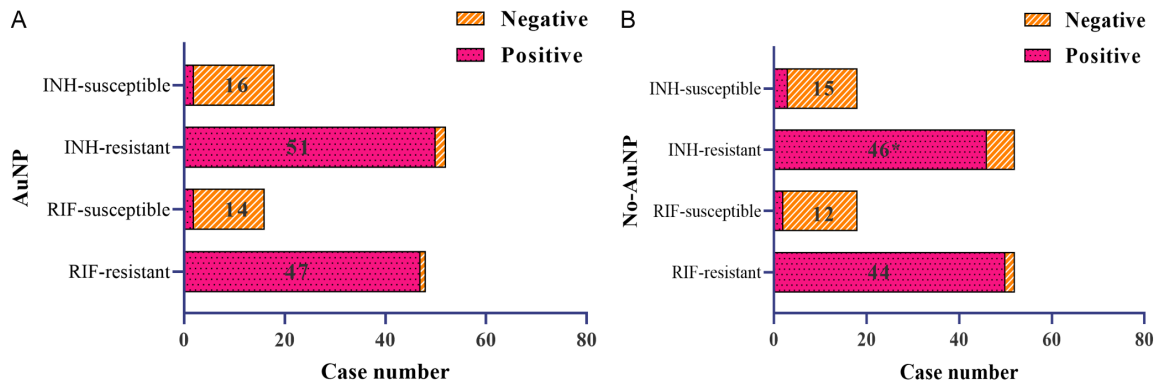 A
Negative
Positive
AuNP
INH-susceptible
16
INH-resistant
51
RIF-susceptible
14
RIF-resistant
47
0 20 40 60 80
Case number
B
Negative
Positive
No-AuNP
INH-susceptible
15
INH-resistant
46*
RIF-susceptible
12
RIF-resistant
44
0 20 40 60 80
Case number